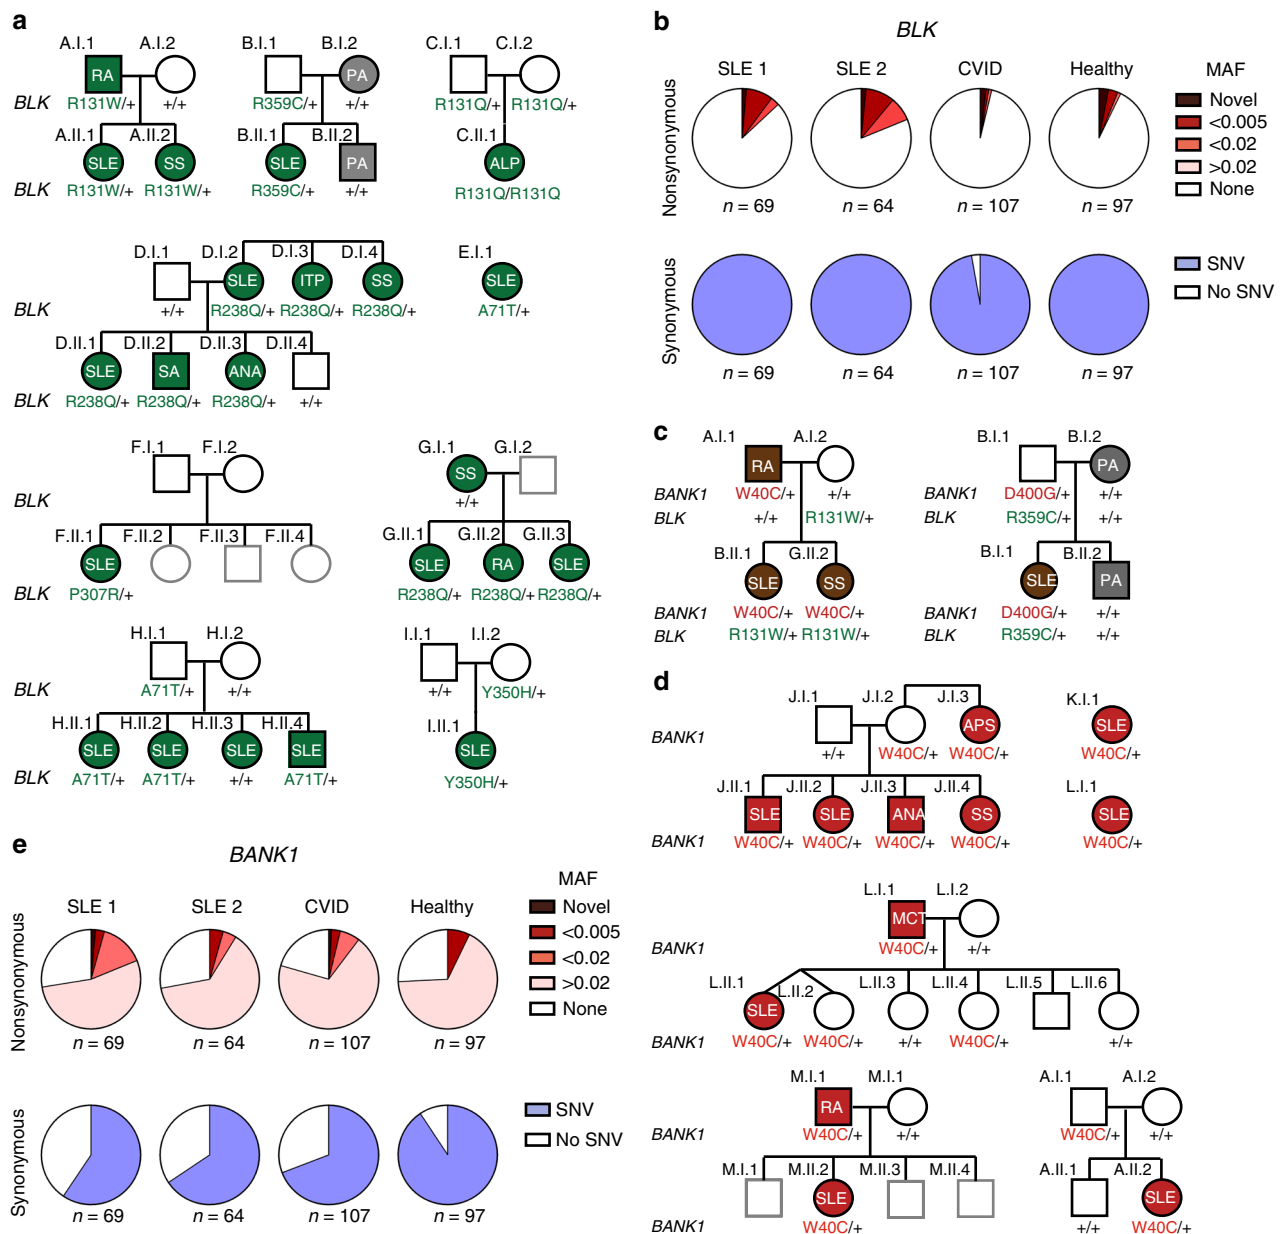 a
A.I.1 A.I.2 B.I.1 B.I.2 C.I.1 C.I.2
RA PA
BLK R131W/+ +/+ R359C/+ +/+ R131Q/+ R131Q/+
A.II.1 A.II.2 B.II.1 B.II.2 C.II.1
SLE SS SLE PA ALP
BLK R131W/+ R131W/+ R359C/+ +/+ R131Q/R131Q
D.I.1 D.I.2 D.I.3 D.I.4 E.I.1
SLE ITP SS SLE
BLK +/+ R238Q/+ R238Q/+ R238Q/+ A71T/+
D.II.1 D.II.2 D.II.3 D.II.4
SLE SA ANA
BLK R238Q/+ R238Q/+ R238Q/+ +/+
F.I.1 F.I.2 G.I.1 G.I.2
SS
BLK +/+
F.II.1 F.II.2 F.II.3 F.II.4 G.II.1 G.II.2 G.II.3
SLE SLE RA SLE
BLK P307R/+ R238Q/+ R238Q/+ R238Q/+
H.I.1 H.I.2 I.I.1 I.I.2
BLK A71T/+ +/+ +/+ Y350H/+
H.II.1 H.II.2 H.II.3 H.II.4 I.II.1
SLE SLE SLE SLE SLE
BLK A71T/+ A71T/+ +/+ A71T/+ Y350H/+
b
BLK
SLE 1 SLE 2 CVID Healthy MAF
Nonsynonymous
Novel
<0.005
<0.02
>0.02
None
n = 69 n = 64 n = 107 n = 97
Synonymous
SNV
No SNV
n = 69 n = 64 n = 107 n = 97
c
A.I.1 A.I.2 B.I.1 B.I.2
RA PA
BANK1 W40C/+ +/+ BANK1 D400G/+ +/+
BLK +/+ R131W/+ BLK R359C/+ +/+
B.II.1 G.II.2 B.I.1 B.II.2
SLE SS SLE PA
BANK1 W40C/+ W40C/+ BANK1 D400G/+ +/+
BLK R131W/+ R131W/+ BLK R359C/+ +/+
d
J.I.1 J.I.2 J.I.3 K.I.1
APS SLE
BANK1 +/+ W40C/+ W40C/+ W40C/+
J.II.1 J.II.2 J.II.3 J.II.4 L.I.1
SLE SLE ANA SS SLE
BANK1 W40C/+ W40C/+ W40C/+ W40C/+ W40C/+
L.I.1 L.I.2
MCT
BANK1 W40C/+ +/+
L.II.1 L.II.2 L.II.3 L.II.4 L.II.5 L.II.6
SLE
BANK1 W40C/+ W40C/+ +/+ W40C/+ +/+
M.I.1 M.I.1 A.I.1 A.I.2
RA
BANK1 W40C/+ +/+ W40C/+ +/+
M.I.1 M.II.2 M.II.3 M.II.4 A.II.1 A.II.2
SLE SLE
BANK1 W40C/+ +/+ W40C/+
e
BANK1
SLE 1 SLE 2 CVID Healthy MAF
Nonsynonymous
Novel
<0.005
<0.02
>0.02
None
n = 69 n = 64 n = 107 n = 97
Synonymous
SNV
No SNV
n = 69 n = 64 n = 107 n = 97